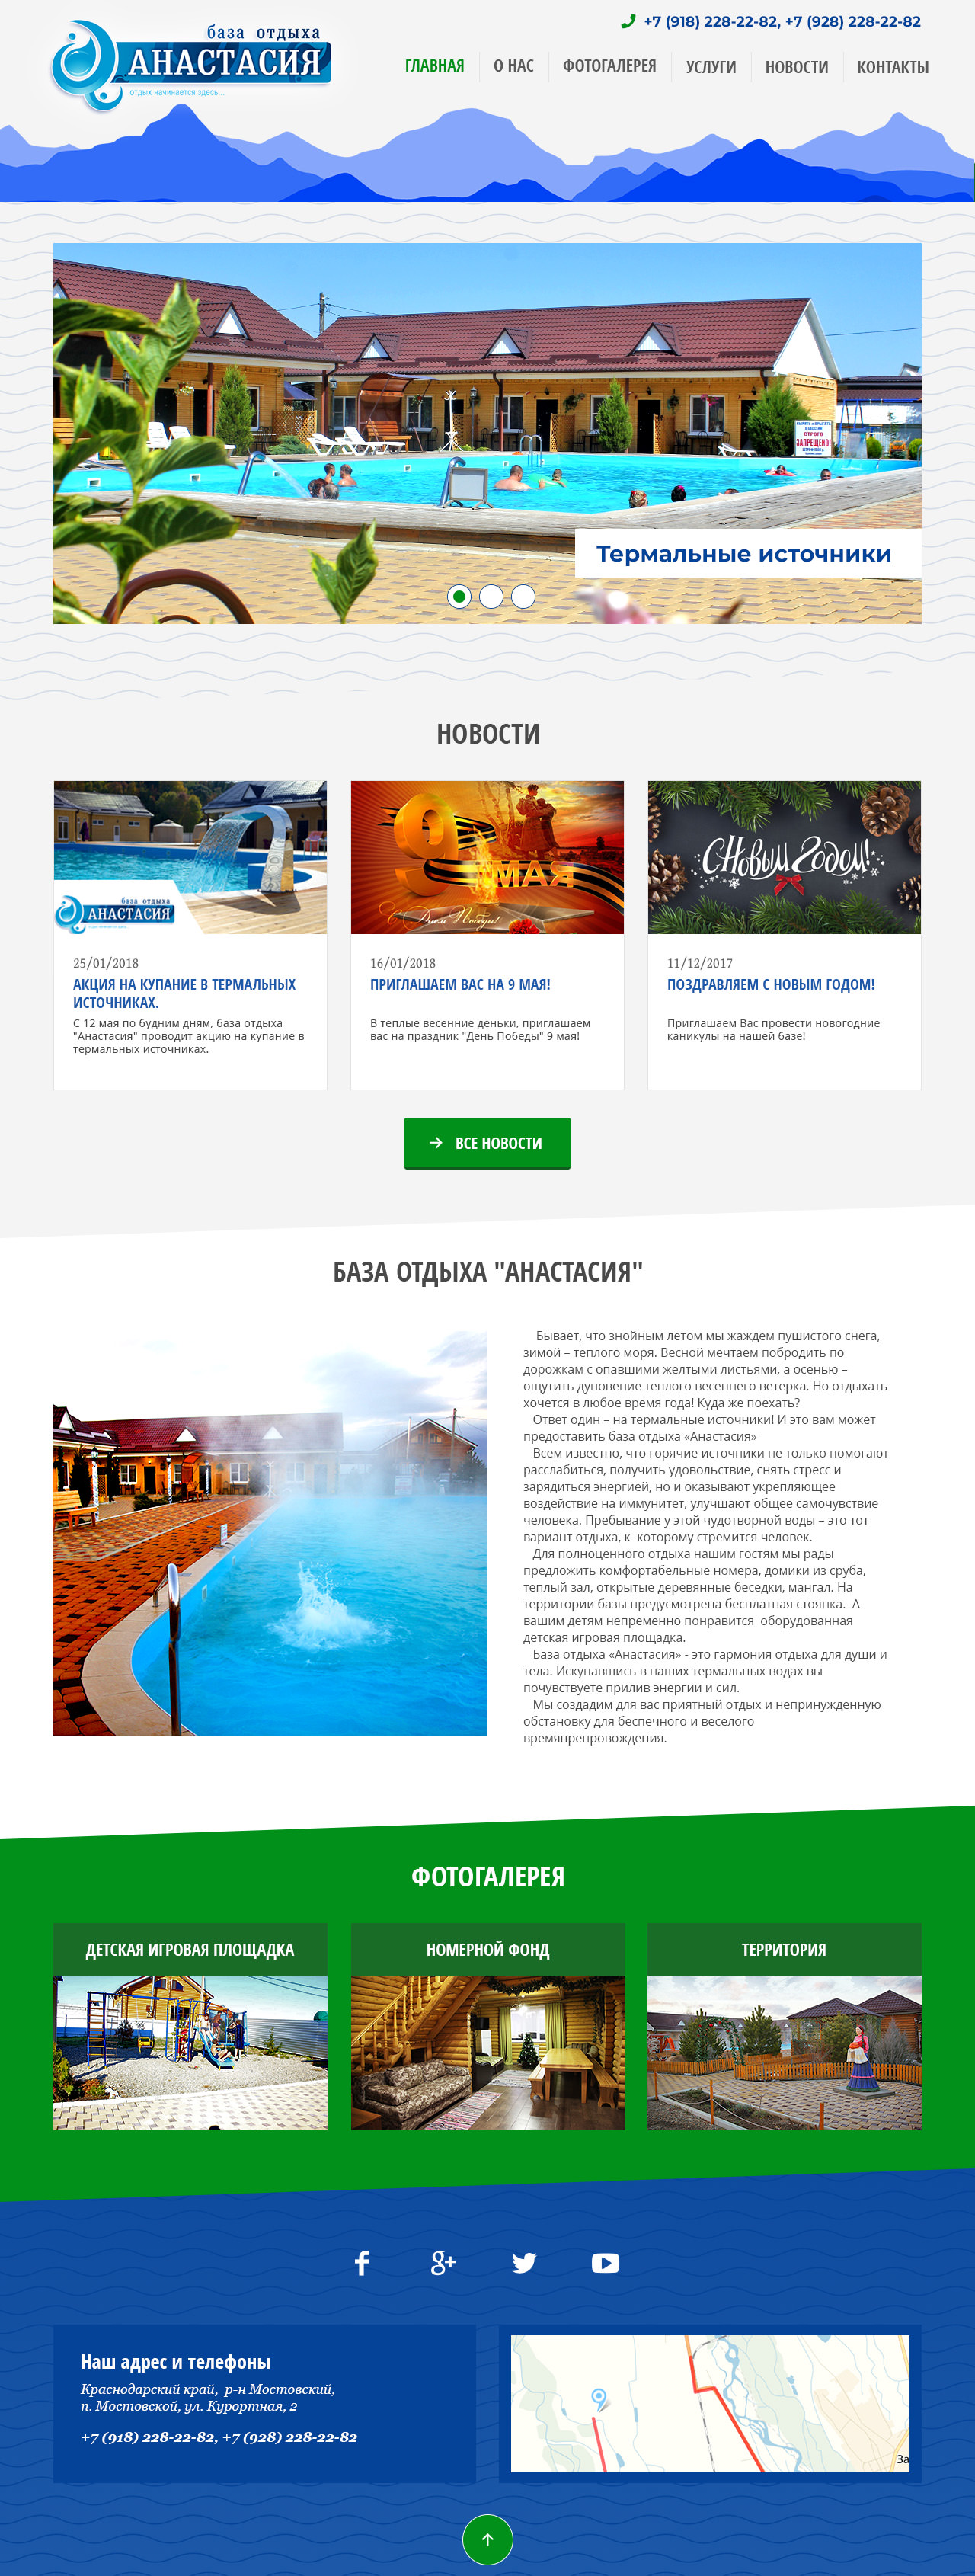 база отдыха
АНАСТАСИЯ
отдых начинается здесь...
+7 (918) 228-22-82, +7 (928) 228-22-82
ГЛАВНАЯ
О НАС
ФОТОГАЛЕРЕЯ
УСЛУГИ
НОВОСТИ
КОНТАКТЫ
СТРОГО
ЗАПРЕЩЕНО!
Термальные источники
НОВОСТИ
база отдыха
АНАСТАСИЯ
25/01/2018
АКЦИЯ НА КУПАНИЕ В ТЕРМАЛЬНЫХ
ИСТОЧНИКАХ.
С 12 мая по будним дням, база отдыха
"Анастасия" проводит акцию на купание в
термальных источниках.
9 МАЯ
С Днем Победы!
16/01/2018
ПРИГЛАШАЕМ ВАС НА 9 МАЯ!
В теплые весенние деньки, приглашаем
вас на праздник "День Победы" 9 мая!
С Новым Годом!
11/12/2017
ПОЗДРАВЛЯЕМ С НОВЫМ ГОДОМ!
Приглашаем Вас провести новогодние
каникулы на нашей базе!
ВСЕ НОВОСТИ
БАЗА ОТДЫХА "АНАСТАСИЯ"
Бывает, что знойным летом мы жаждем пушистого снега,
зимой – теплого моря. Весной мечтаем побродить по
дорожкам с опавшими желтыми листьями, а осенью –
ощутить дуновение теплого весеннего ветерка. Но отдыхать
хочется в любое время года! Куда же поехать?
Ответ один – на термальные источники! И это вам может
предоставить база отдыха «Анастасия»
Всем известно, что горячие источники не только помогают
расслабиться, получить удовольствие, снять стресс и
зарядиться энергией, но и оказывают укрепляющее
воздействие на иммунитет, улучшают общее самочувствие
человека. Пребывание у этой чудотворной воды – это тот
вариант отдыха, к  которому стремится человек.
Для полноценного отдыха нашим гостям мы рады
предложить комфортабельные номера, домики из сруба,
теплый зал, открытые деревянные беседки, мангал. На
территории базы предусмотрена бесплатная стоянка.  А
вашим детям непременно понравится  оборудованная
детская игровая площадка.
База отдыха «Анастасия» - это гармония отдыха для души и
тела. Искупавшись в наших термальных водах вы
почувствуете прилив энергии и сил.
Мы создадим для вас приятный отдых и непринужденную
обстановку для беспечного и веселого
времяпрепровождения.
ФОТОГАЛЕРЕЯ
ДЕТСКАЯ ИГРОВАЯ ПЛОЩАДКА
НОМЕРНОЙ ФОНД
ТЕРРИТОРИЯ
Наш адрес и телефоны
Краснодарский край,  р-н Мостовский,
п. Мостовской, ул. Курортная, 2
+7 (918) 228-22-82, +7 (928) 228-22-82
За